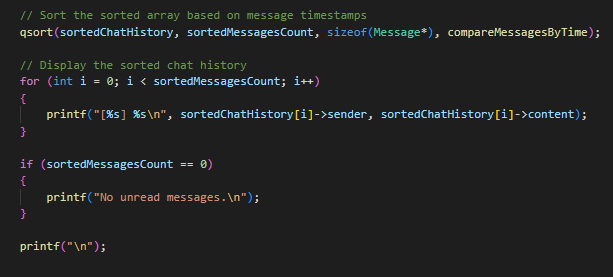 // Sort the sorted array based on message timestamps
qsort(sortedChatHistory, sortedMessagesCount, sizeof(Message*), compareMessagesByTime);
// Display the sorted chat history
for (int i = 0; i < sortedMessagesCount; i++)
{
printf("[%s] %s\n", sortedChatHistory[i]->sender, sortedChatHistory[i]->content);
}
if (sortedMessagesCount == 0)
{
printf("No unread messages.\n");
}
printf("\n");